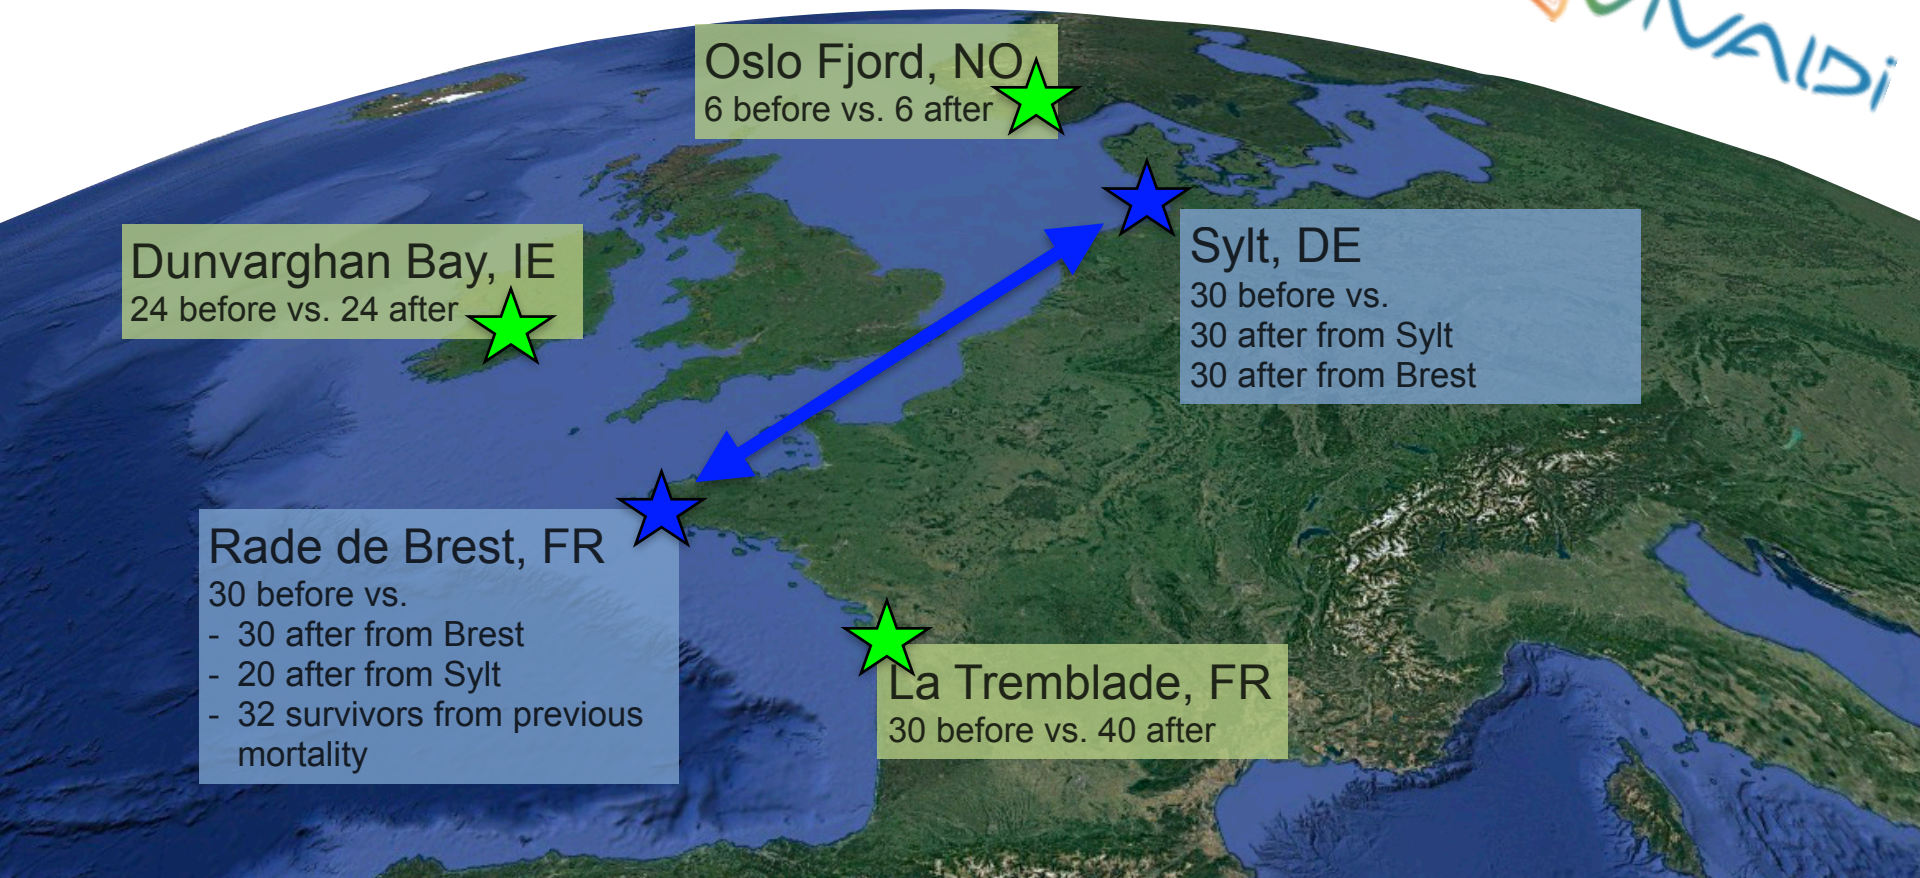 Oslo Fjord, NO
6 before vs. 6 after
Dunvarghan Bay, IE
24 before vs. 24 after
Sylt, DE
30 before vs.
30 after from Sylt
30 after from Brest
Rade de Brest, FR
30 before vs.
- 30 after from Brest
- 20 after from Sylt
- 32 survivors from previous
mortality
La Tremblade, FR
30 before vs. 40 after